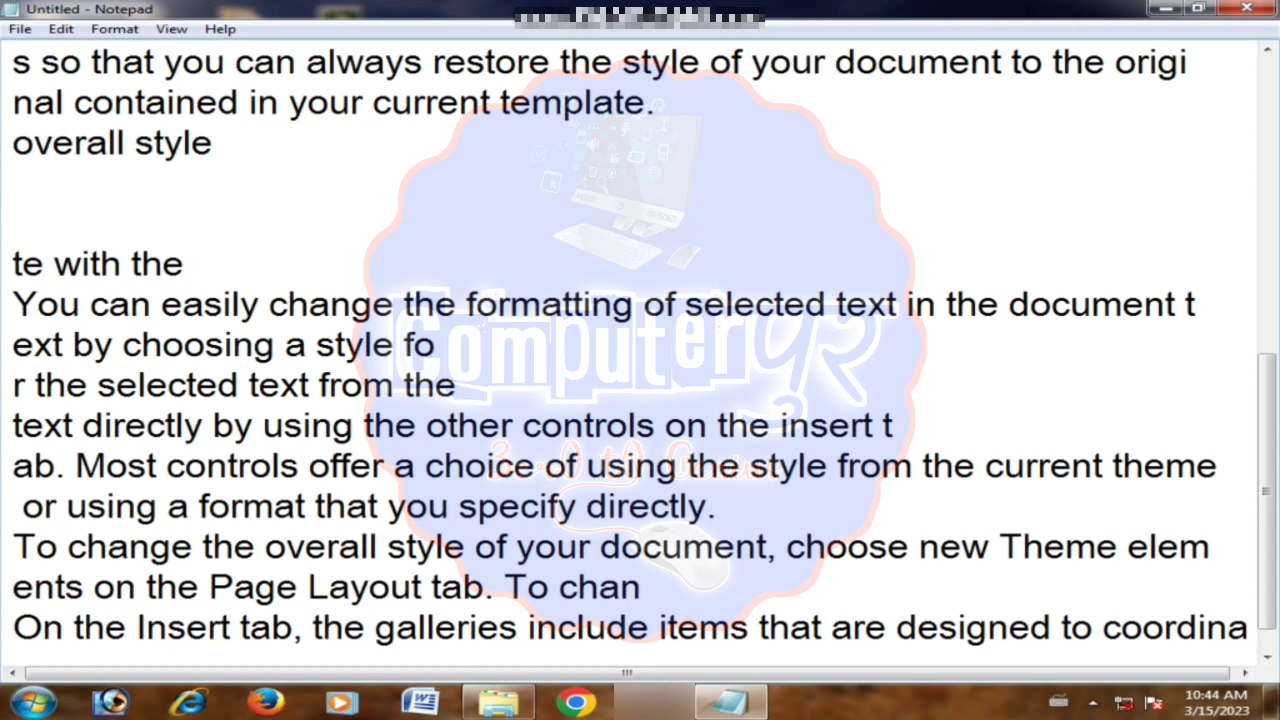 Untitled - Notepad
File Edit Format View Help
s so that you can always restore the style of your document to the origi
nal contained in your current template.
overall style
te with the
You can easily change the formatting of selected text in the document t
ext by choosing a style fo
r the selected text from the
text directly by using the other controls on the insert t
ab. Most controls offer a choice of using the style from the current theme
or using a format that you specify directly.
To change the overall style of your document, choose new Theme elem
ents on the Page Layout tab. To chan
On the Insert tab, the galleries include items that are designed to coordina
Computer पुर
10:44 AM
3/15/2023